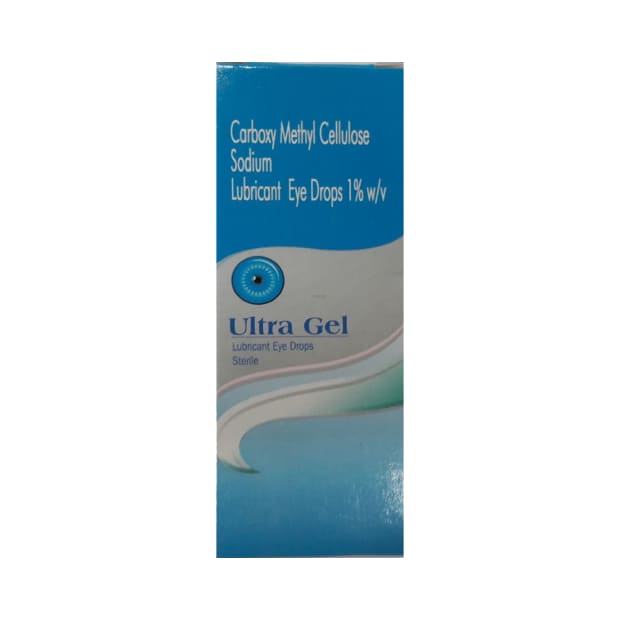 Carboxy Methyl Cellulose
Sodium
Lubricant Eye Drops 1% w/v
Ultra Gel
Lubricant Eye Drops
Sterile